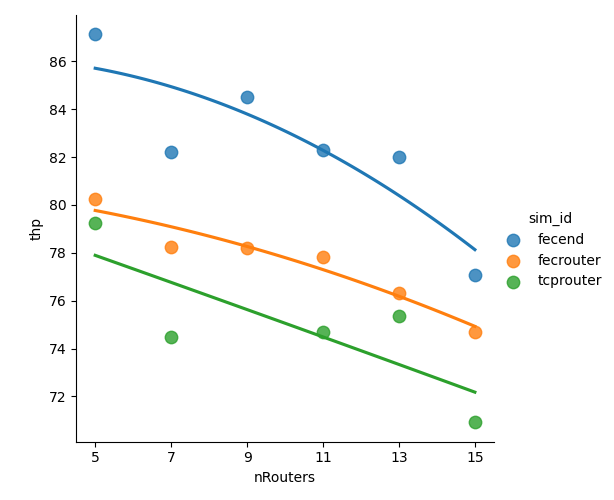 86
84
82
80
78
76
74
72
thp
5 7 9 11 13 15
nRouters
sim_id
fecend
fecrouter
tcprouter